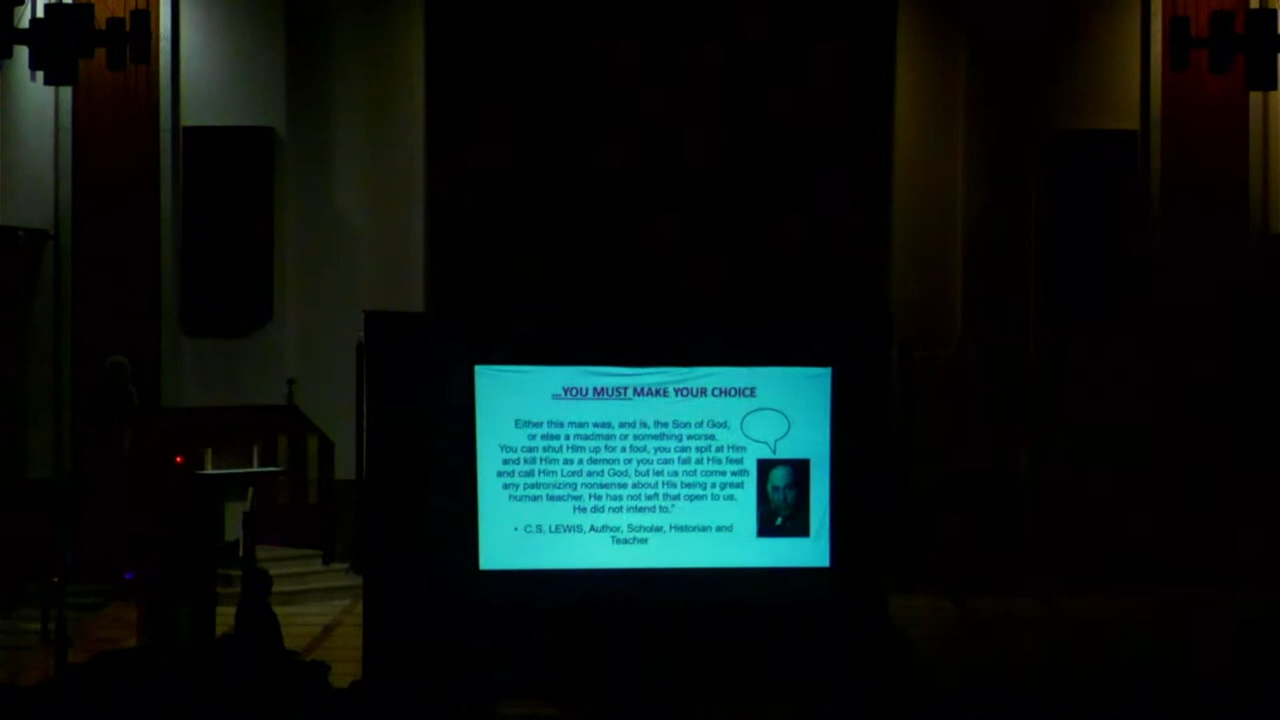 ...YOU MUST MAKE YOUR CHOICE
Either this man was, and is, the Son of God,
or else a madman or something worse.
You can shut Him up for a fool, you can spit at Him
and kill Him as a demon or you can fall at His feet
and call Him Lord and God, but let us not come with
any patronizing nonsense about His being a great
human teacher. He has not left that open to us.
He did not intend to."
• C.S. LEWIS, Author, Scholar, Historian and
Teacher